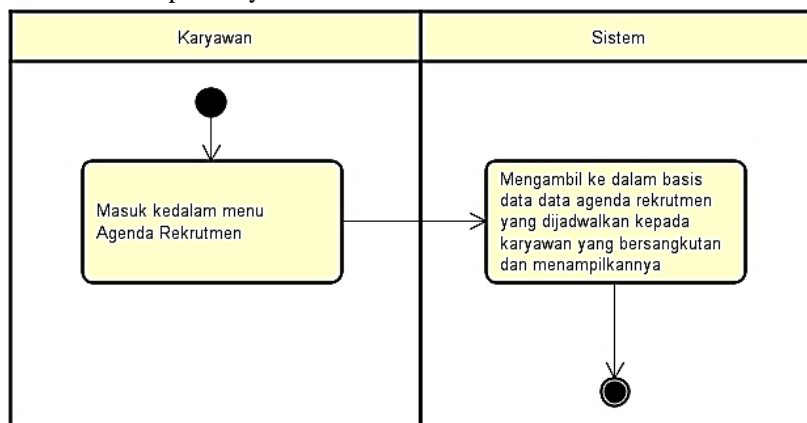 Karyawan
Sistem
Masuk kedalam menu
Agenda Rekrutmen
Mengambil ke dalam basis
data data agenda rekrutmen
yang dijadwalkan kepada
karyawan yang bersangkutan
dan menampilkannya